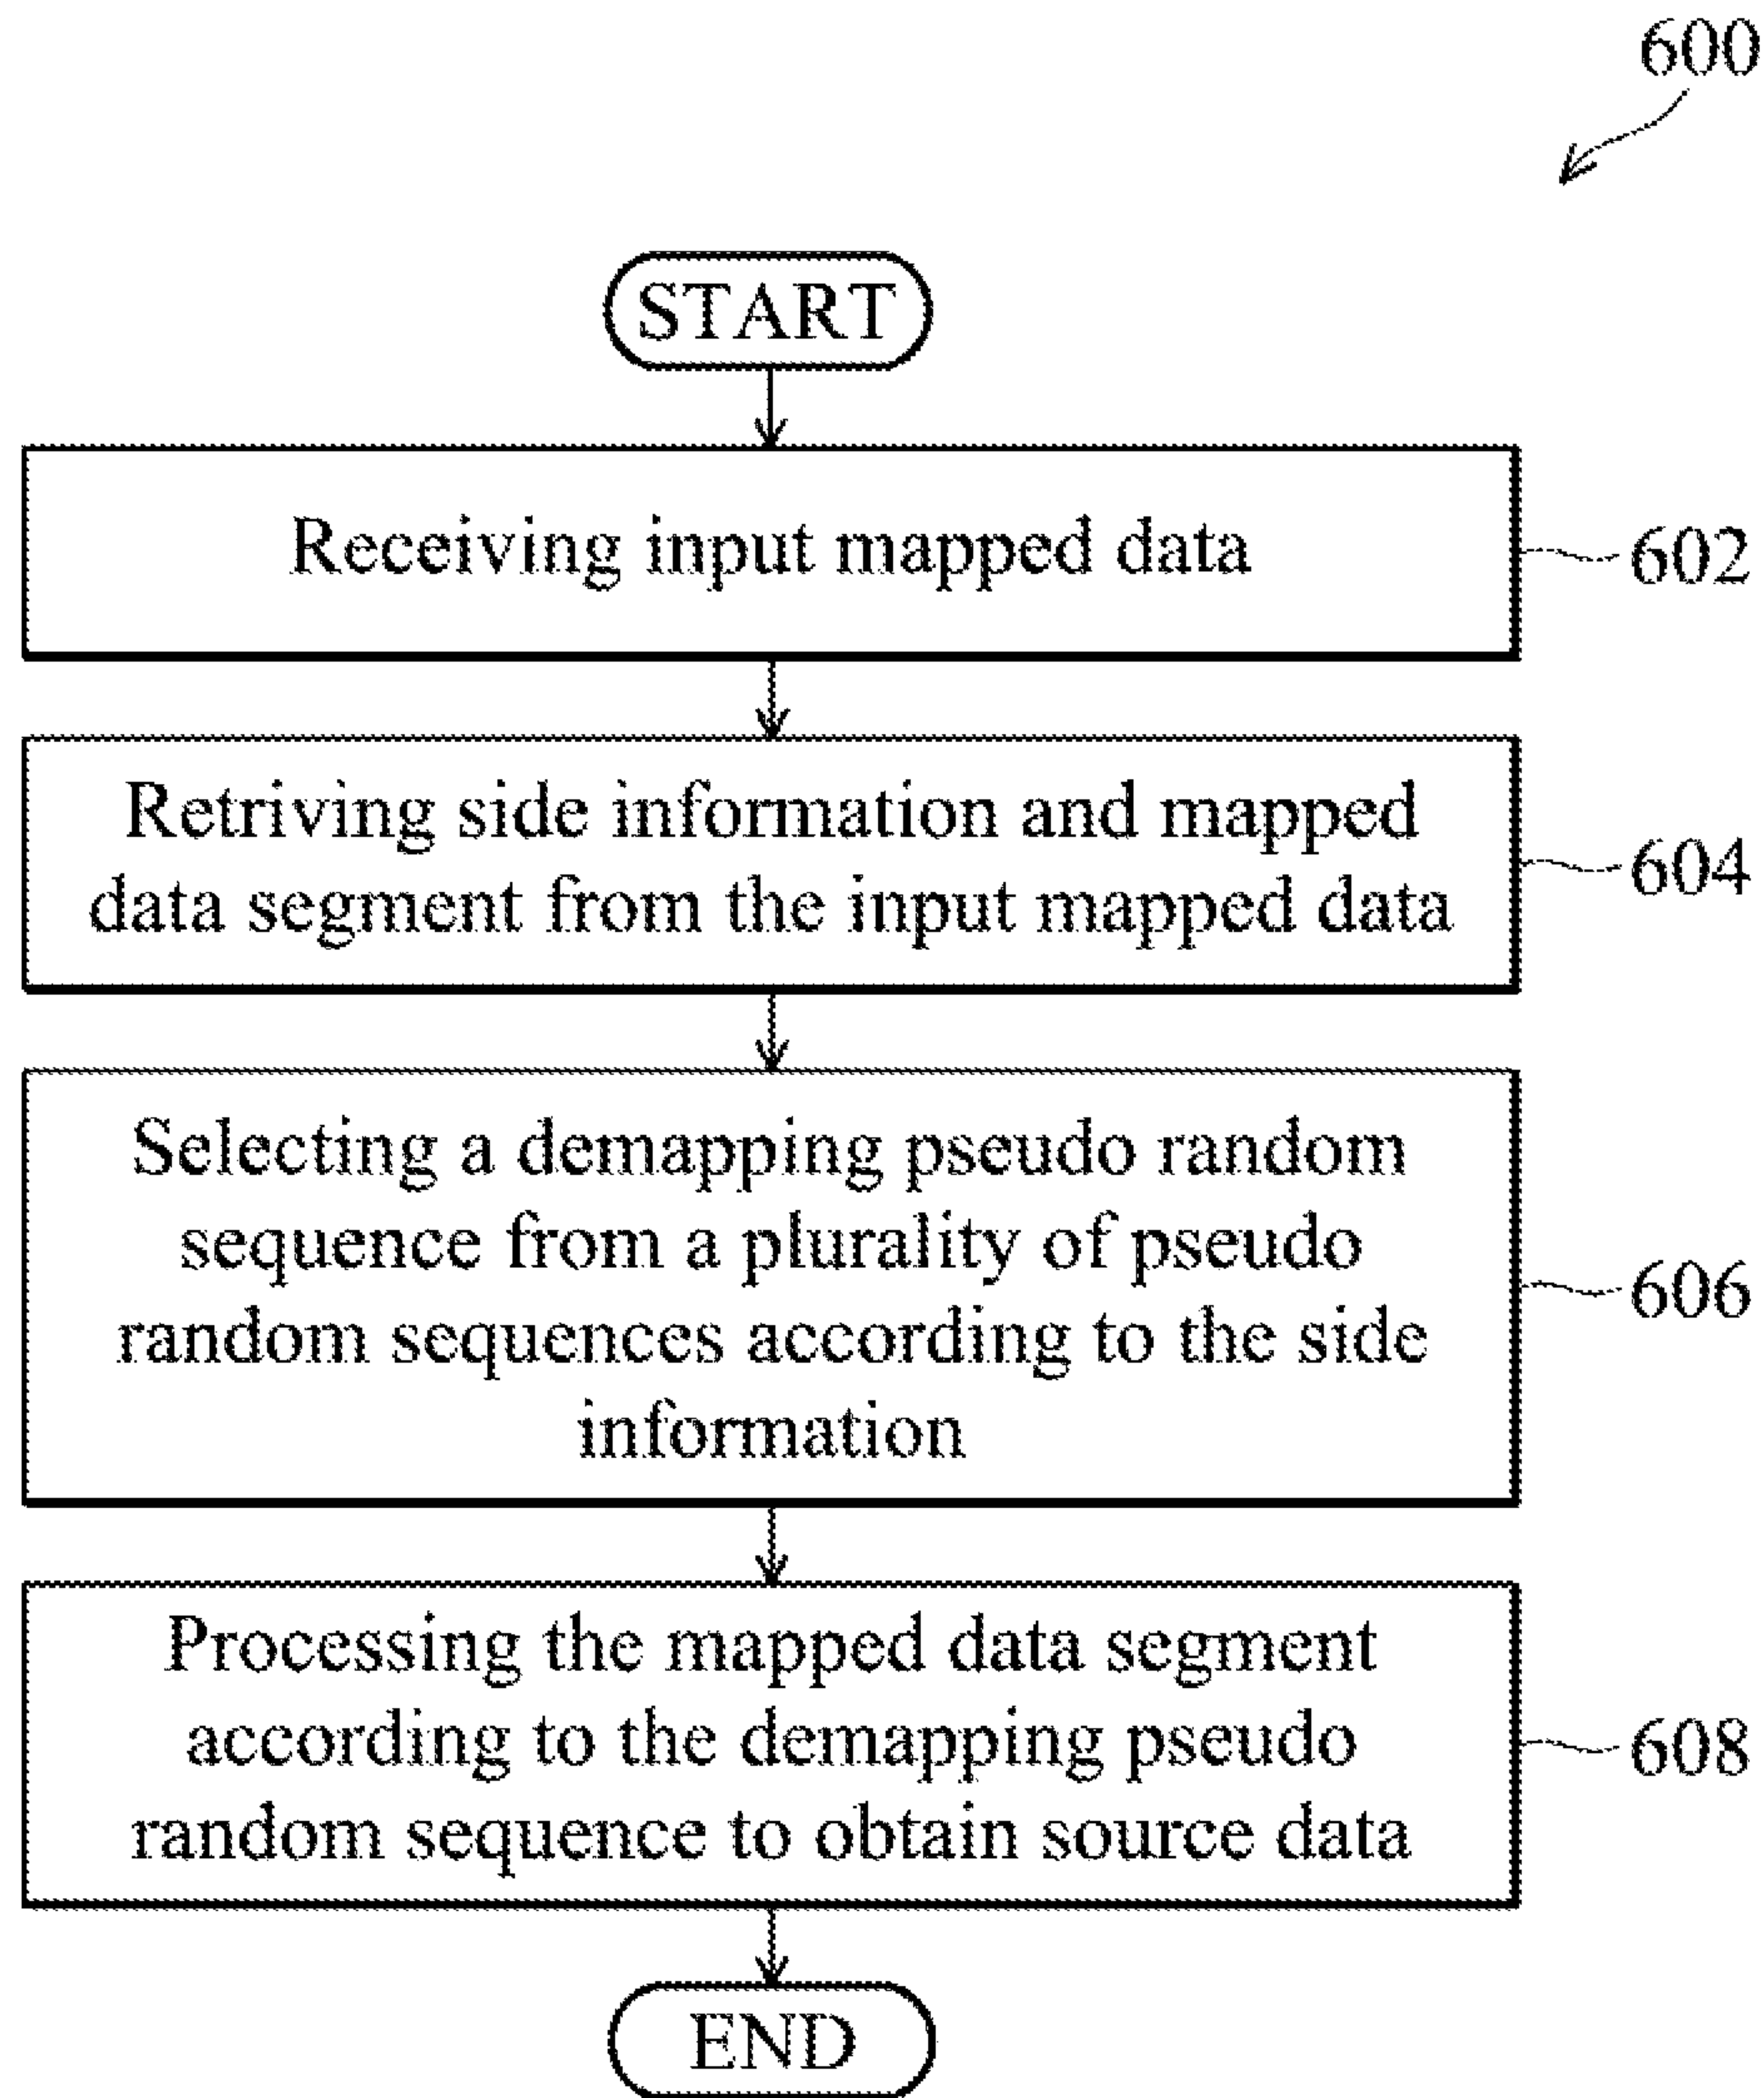 600
START
Receiving input mapped data
602
Retriving side information and mapped
data segment from the input mapped data
604
Selecting a demapping pseudo random
sequence from a plurality of pseudo
random sequences according to the side
information
606
Processing the mapped data segment
according to the demapping pseudo
random sequence to obtain source data
608
END